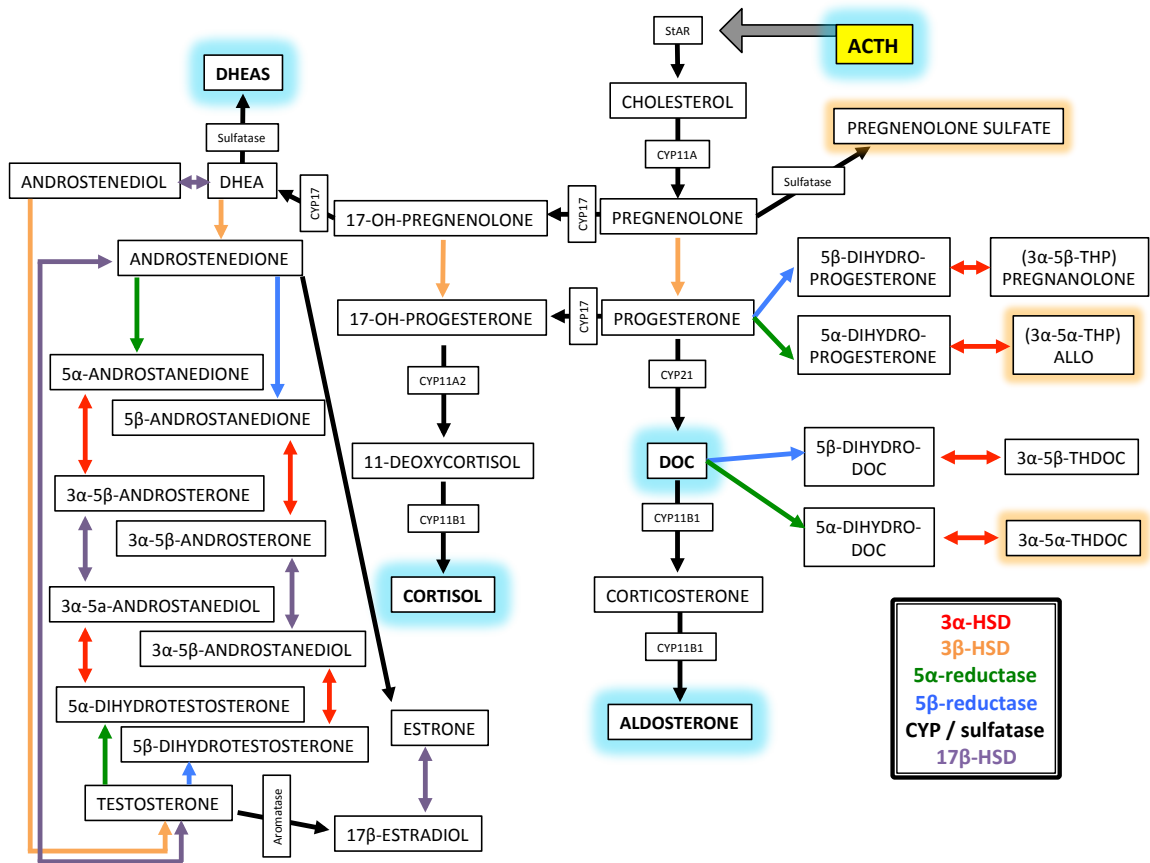 StAR
ACTH
DHEAS
CHOLESTEROL
PREGNENOLONE SULFATE
Sulfatase
CYP11A
ANDROSTENEDIOL
DHEA
CYP17
17-OH-PREGNENOLONE
CYP17
PREGNENOLONE
Sulfatase
ANDROSTENEDIONE
5β-DIHYDRO-
PROGESTERONE
(3α-5β-THP)
PREGNANOLONE
17-OH-PROGESTERONE
CYP17
PROGESTERONE
5α-DIHYDRO-
PROGESTERONE
(3α-5α-THP)
ALLO
5α-ANDROSTANEDIONE
CYP11A2
CYP21
5β-ANDROSTANEDIONE
11-DEOXYCORTISOL
DOC
5β-DIHYDRO-
DOC
3α-5β-THDOC
3α-5β-ANDROSTERONE
CYP11B1
CYP11B1
3α-5β-ANDROSTERONE
5α-DIHYDRO-
DOC
3α-5α-THDOC
3α-5a-ANDROSTANEDIOL
CORTISOL
CORTICOSTERONE
3α-5β-ANDROSTANEDIOL
CYP11B1
5α-DIHYDROTESTOSTERONE
ALDOSTERONE
5β-DIHYDROTESTOSTERONE
ESTRONE
TESTOSTERONE
Aromatase
17β-ESTRADIOL
3α-HSD
3β-HSD
5α-reductase
5β-reductase
CYP / sulfatase
17β-HSD